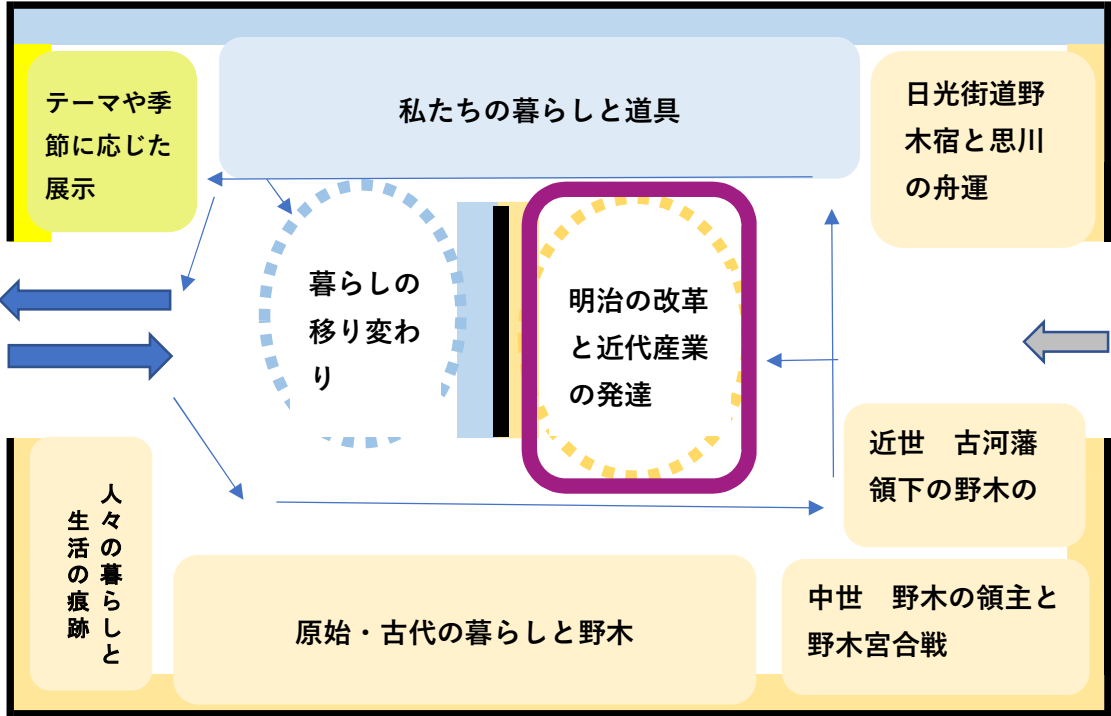 テーマや季
節に応じた
展示
私たちの暮らしと道具
日光街道野
木宿と思川
の舟運
暮らしの
移り変わ
り
明治の改革
と近代産業
の発達
近世　古河藩
領下の野木の
人々の暮らしと
生活の痕跡
原始・古代の暮らしと野木
中世　野木の領主と
野木宮合戦